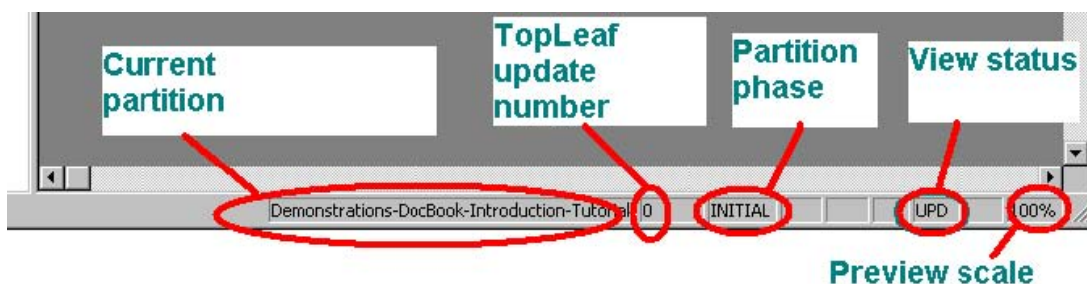 Current
partition
TopLeaf
update
number
Partition
phase
View status
Demonstrations-DocBook-Introduction-Tutorial 0 INITIAL UPD 100%
Preview scale